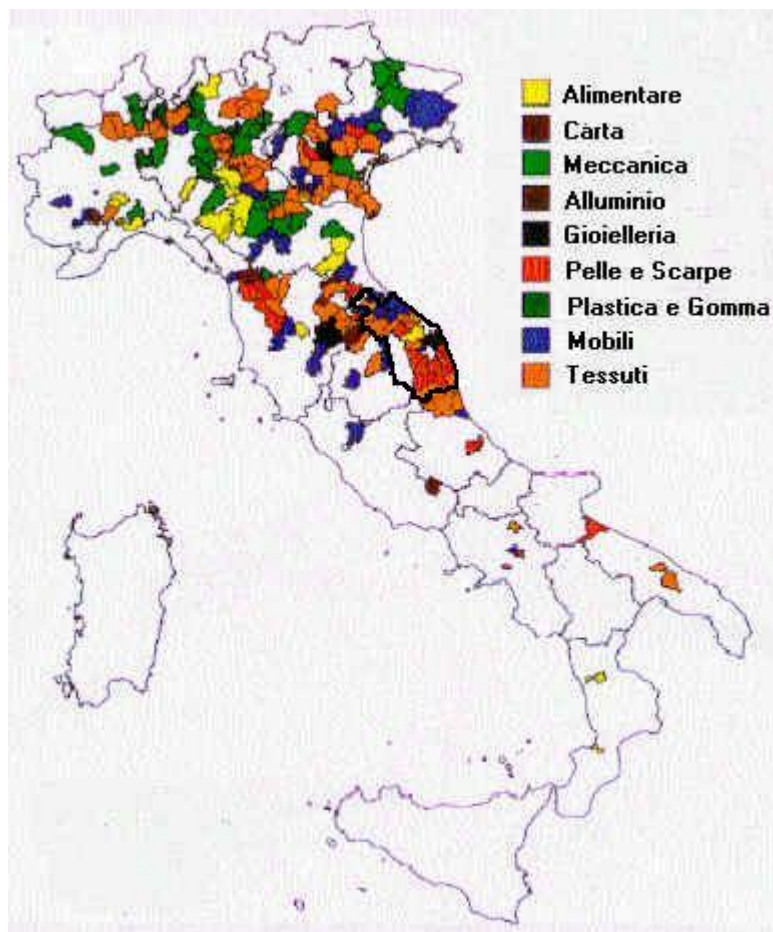 Alimentare
Carta
Meccanica
Alluminio
Gioielleria
Pelle e Scarpe
Plastica e Gomma
Mobili
Tessuti